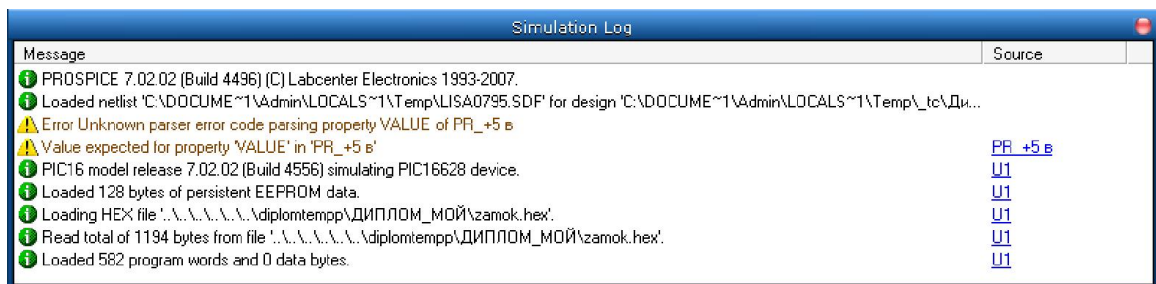 Simulation Log
Message Source
PROSPICE 7.02.02 (Build 4496) (C) Labcenter Electronics 1993-2007.
Loaded netlist 'C:\DOCUME~1\Admin\LOCALS~1\Temp\LISA0795.SDF' for design 'C:\DOCUME~1\Admin\LOCALS~1\Temp\_tc\Ди...
Error Unknown parser error code parsing property VALUE of PR_+5 в
Value expected for property 'VALUE' in 'PR_+5 в' PR_+5 в
PIC16 model release 7.02.02 (Build 4556) simulating PIC16628 device. U1
Loaded 128 bytes of persistent EEPROM data. U1
Loading HEX file '..\..\..\..\..\..\diplomtempp\ДИПЛОМ_МОЙ\zamok.hex'. U1
Read total of 1194 bytes from file '..\..\..\..\..\..\diplomtempp\ДИПЛОМ_МОЙ\zamok.hex'. U1
Loaded 582 program words and 0 data bytes. U1